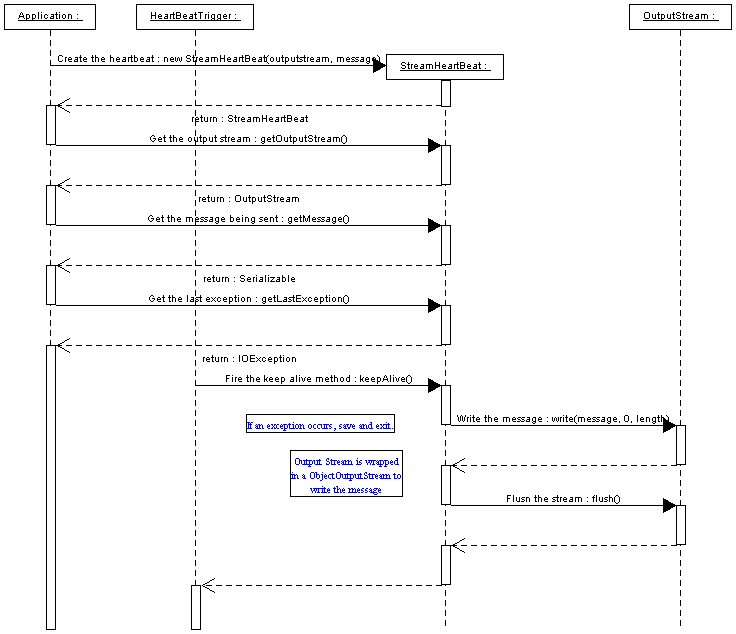 Application :
HeartBeatTrigger :
OutputStream :
Create the heartbeat : new StreamHeartBeat(outputstream, message)
StreamHeartBeat :
return : StreamHeartBeat
Get the output stream : getOutputStream()
return : OutputStream
Get the message being sent : getMessage()
return : Serializable
Get the last exception : getLastException()
return : IOException
Fire the keep alive method : keepAlive()
Write the message : write(message, 0, length)
If an exception occurs, save and exit.
Output Stream is wrapped
in a ObjectOutputStream to
write the message
Flusn the stream : flush()